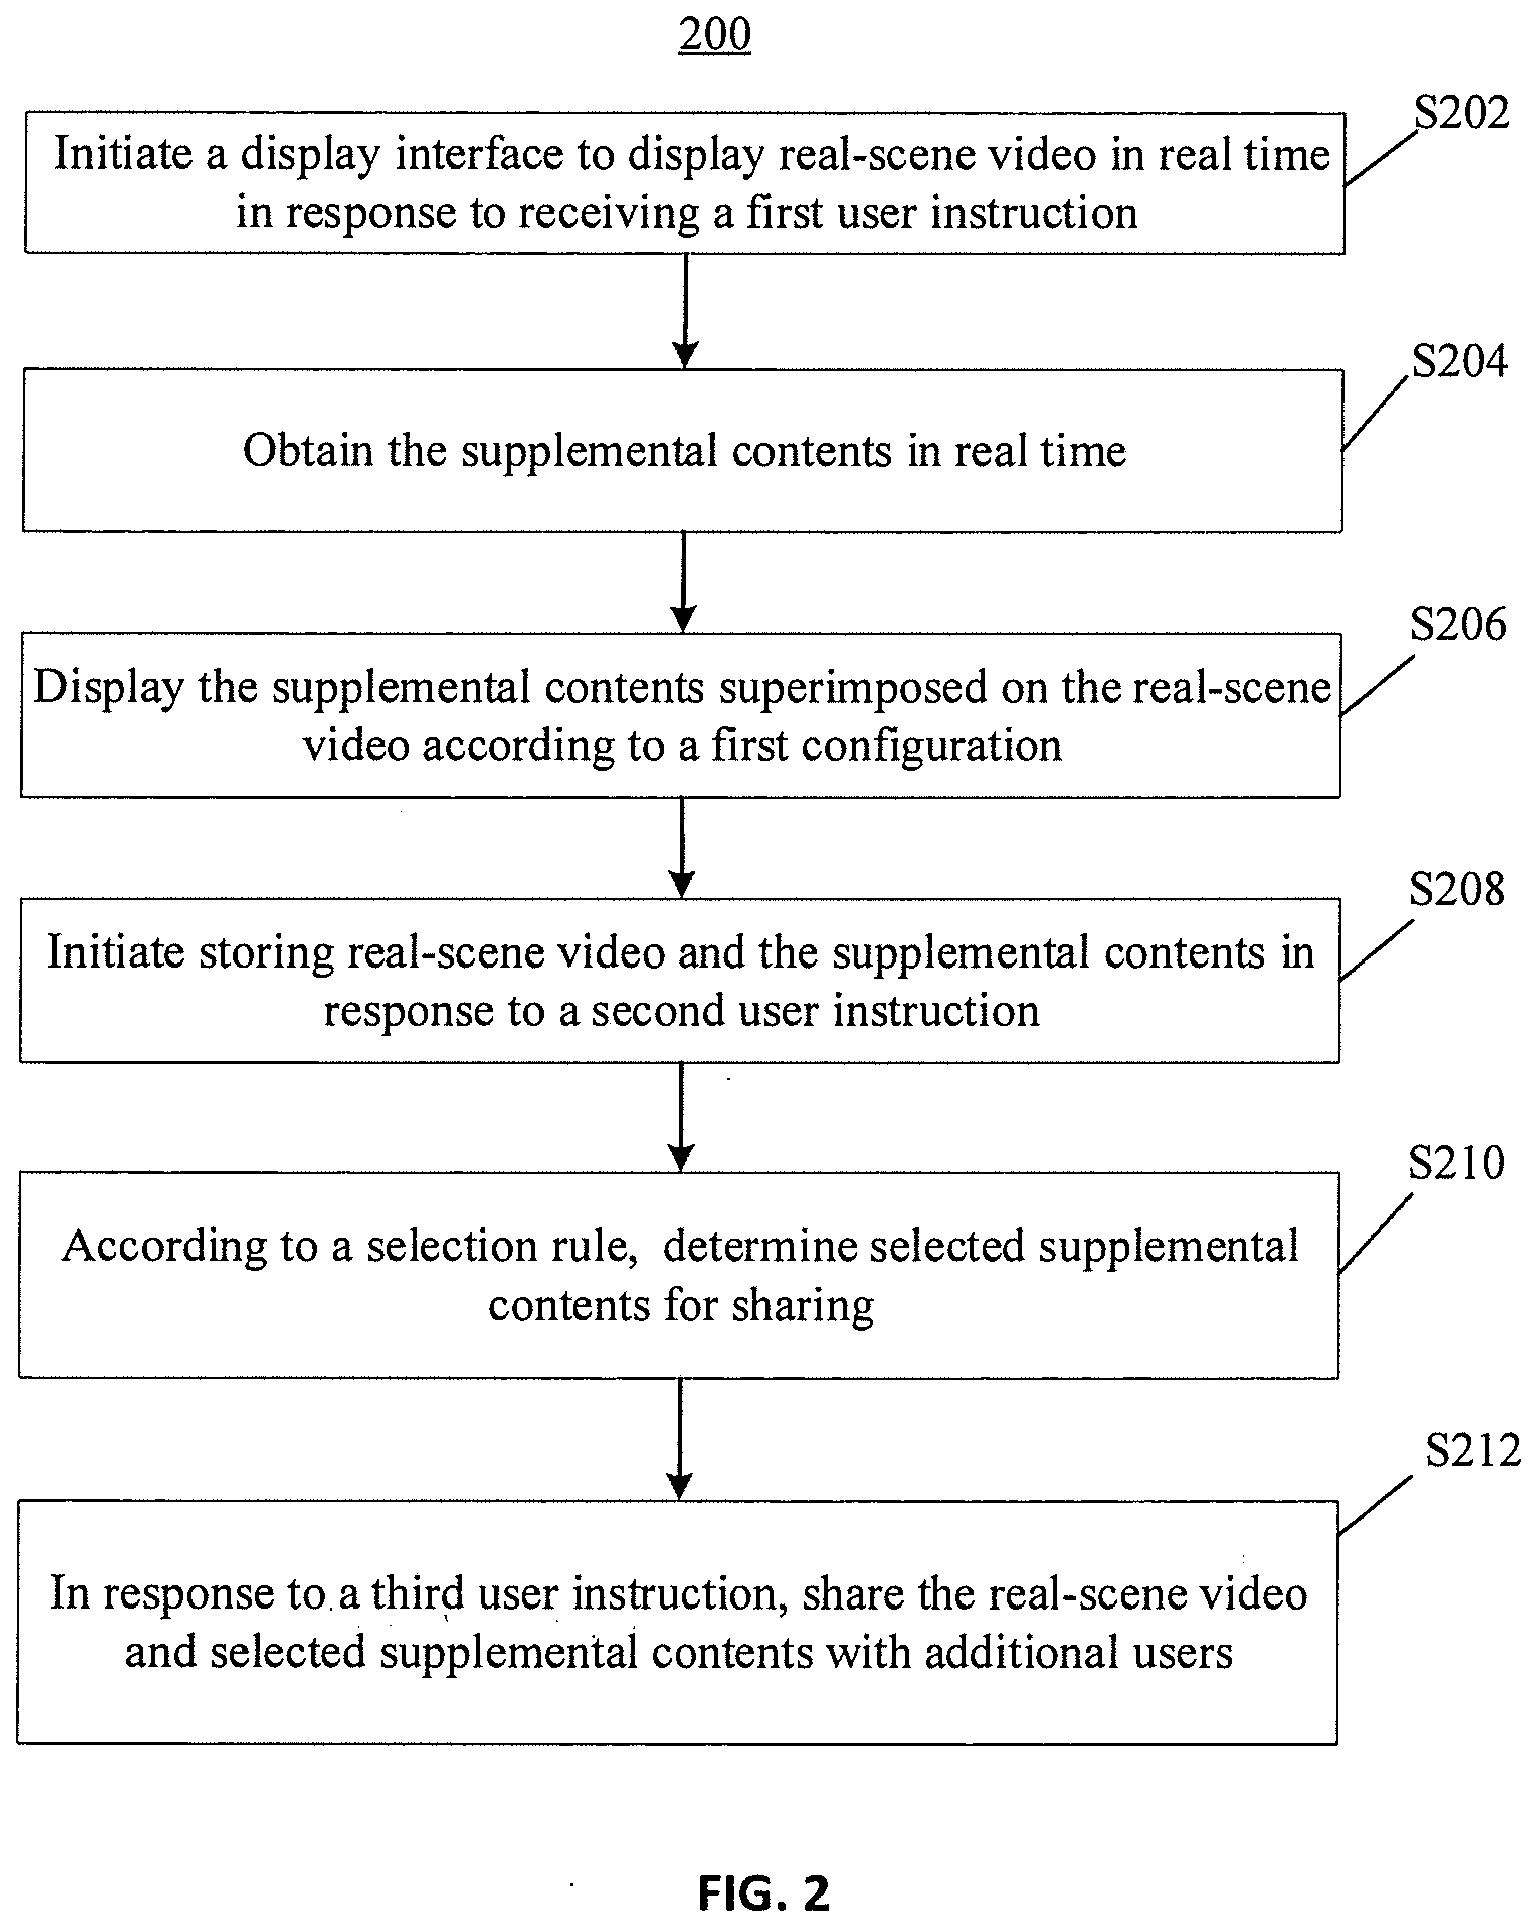 200
S202
Initiate a display interface to display real-scene video in real time
in response to receiving a first user instruction
S204
Obtain the supplemental contents in real time
S206
Display the supplemental contents superimposed on the real-scene
video according to a first configuration
S208
Initiate storing real-scene video and the supplemental contents in
response to a second user instruction
S210
According to a selection rule, determine selected supplemental
contents for sharing
S212
In response to a third user instruction, share the real-scene video
and selected supplemental contents with additional users
FIG. 2